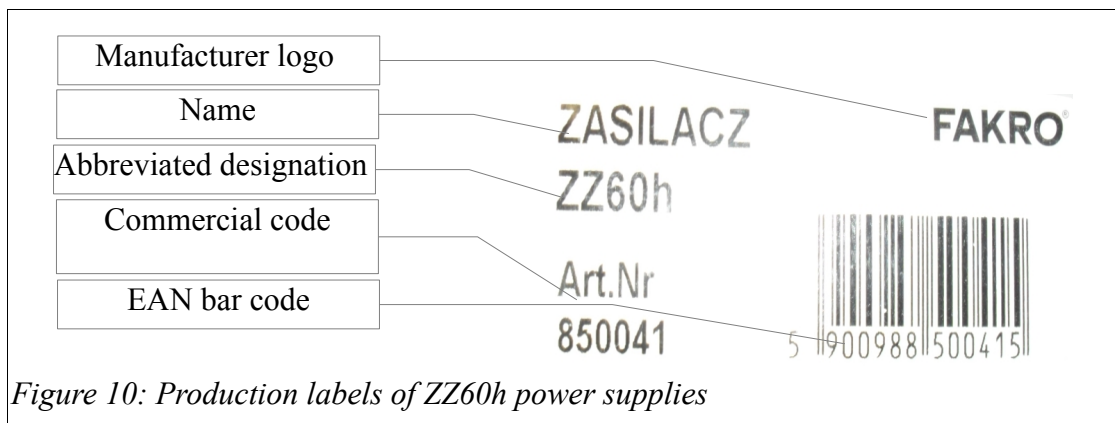 Manufacturer logo
Name
Abbreviated designation
Commercial code
EAN bar code
FAKRO®
ZASILACZ
ZZ60h
Art.Nr
850041
5 900988 500415
Figure 10: Production labels of ZZ60h power supplies